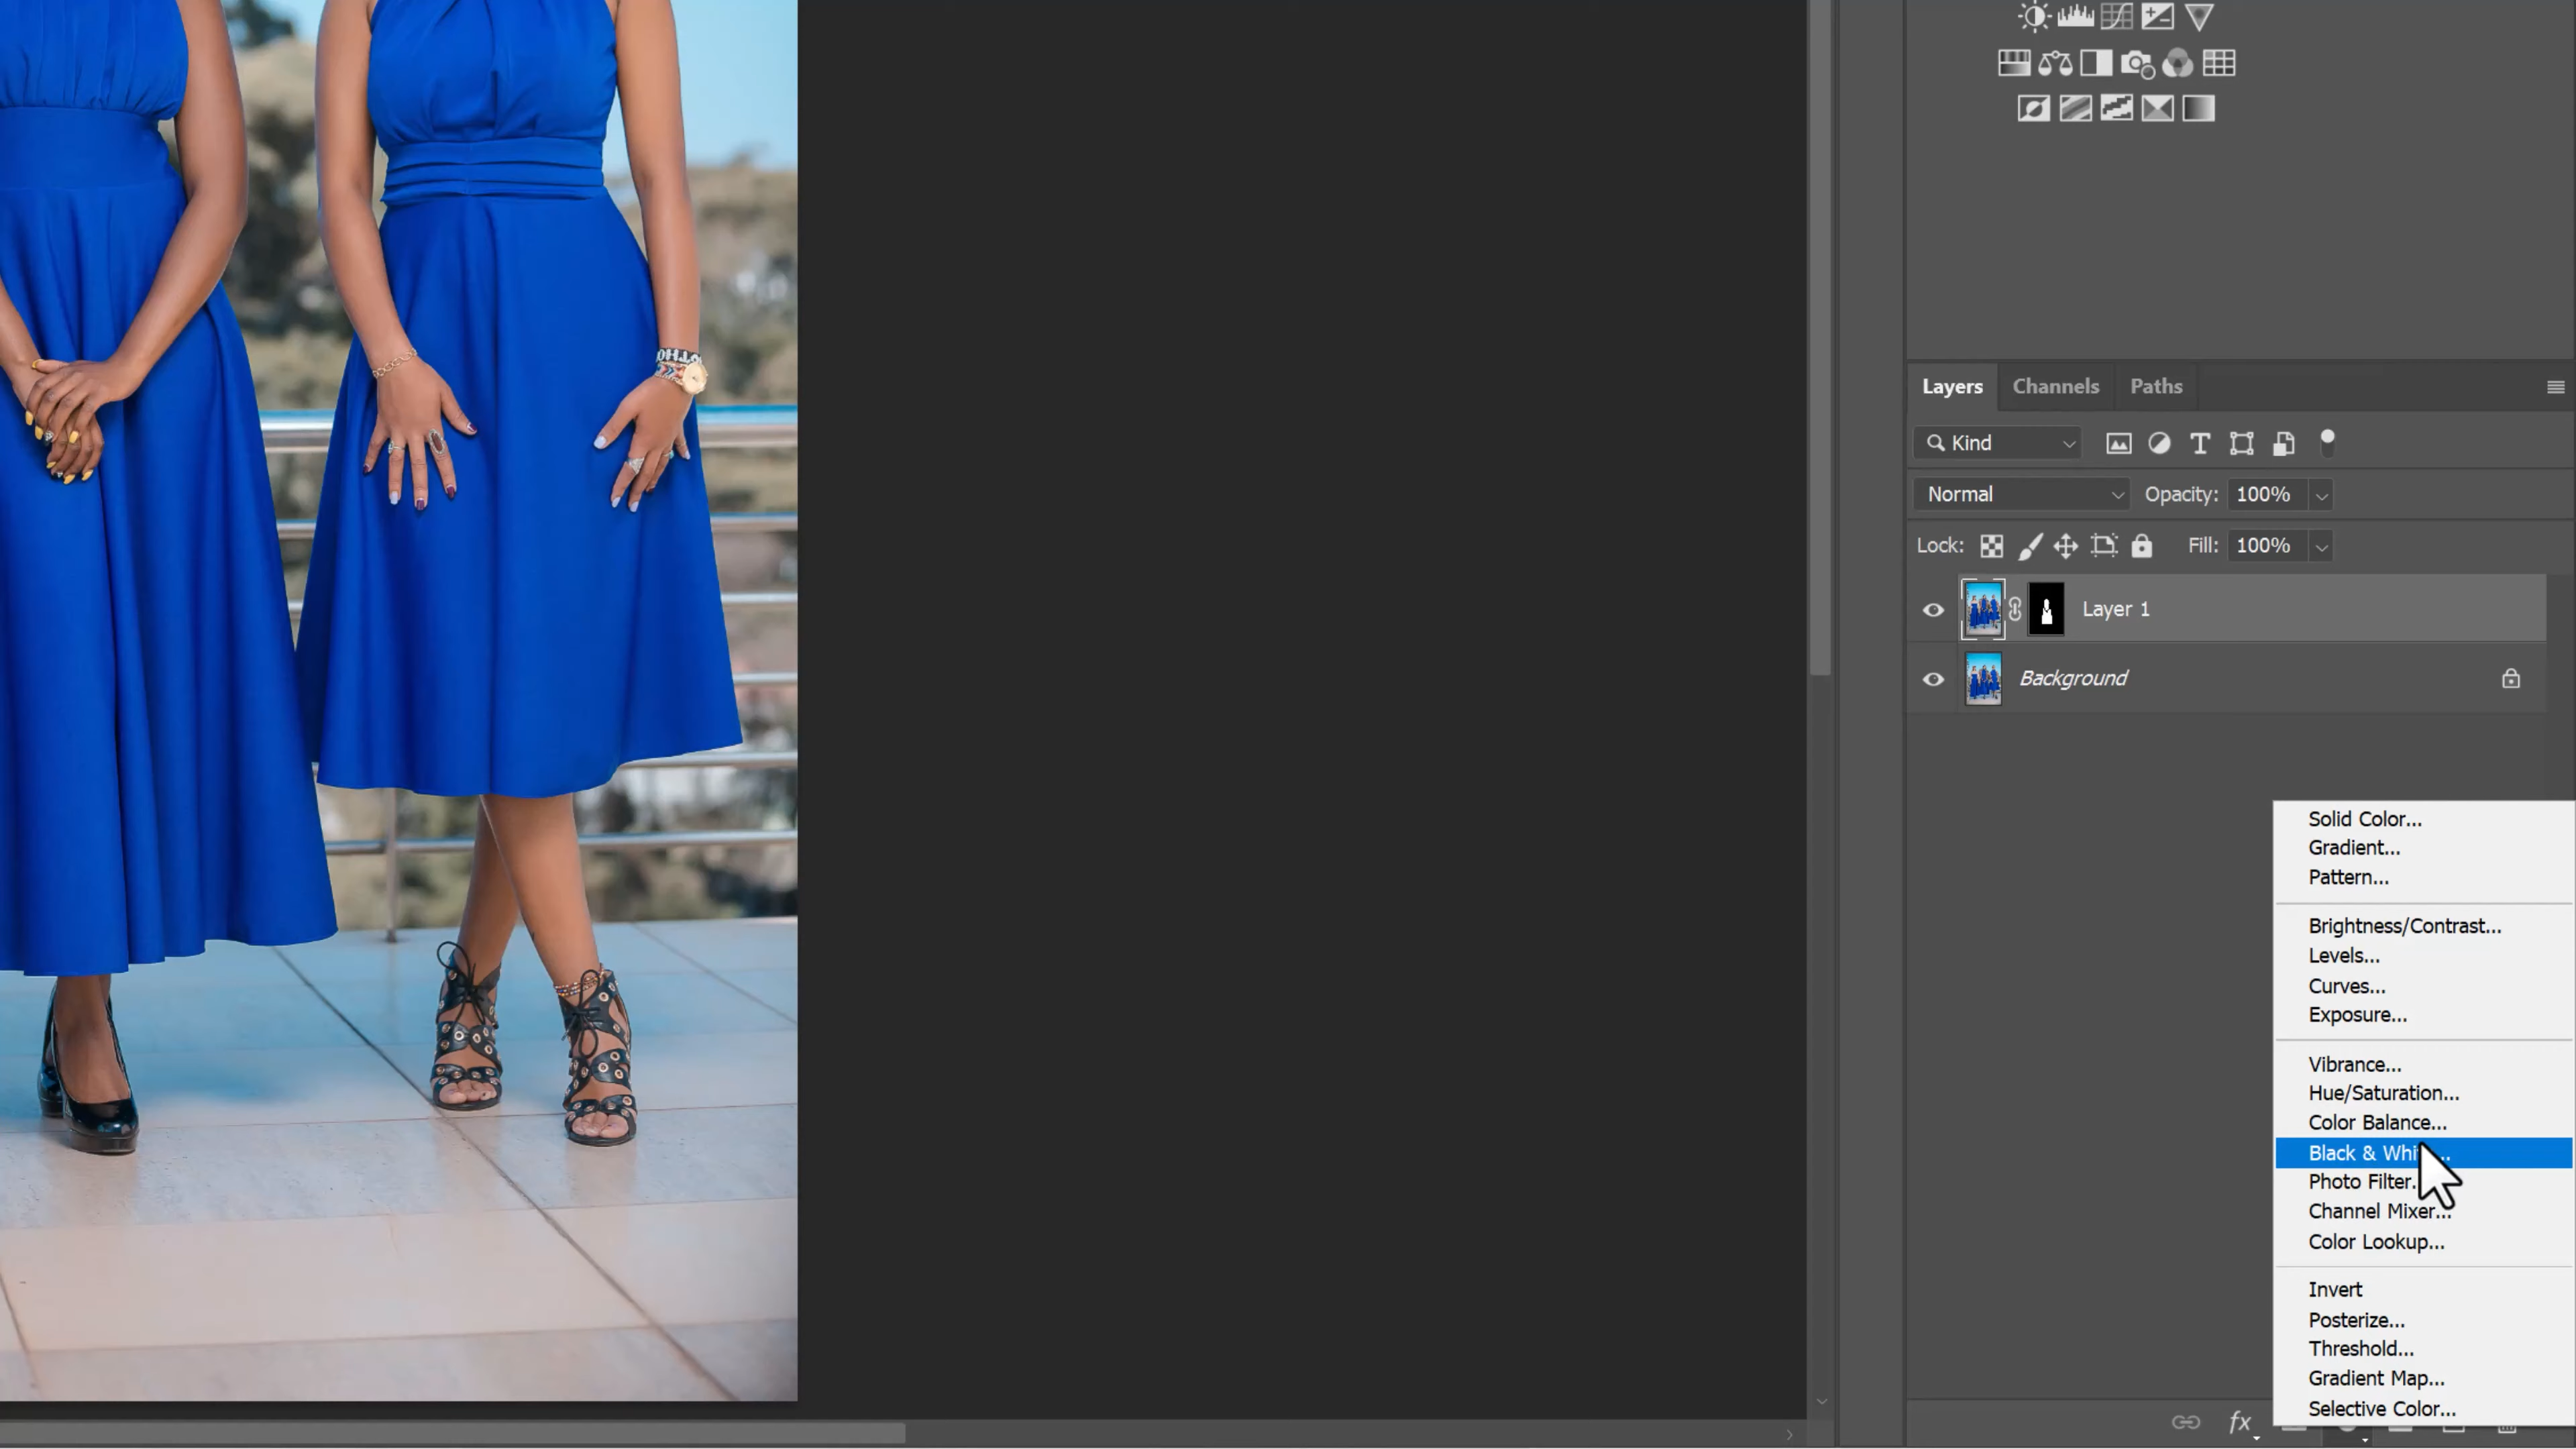 Layers Channels Paths
Kind
Normal Opacity: 100%
Lock: Fill: 100%
Layer 1
Background
Solid Color...
Gradient...
Pattern...
Brightness/Contrast...
Levels...
Curves...
Exposure...
Vibrance...
Hue/Saturation...
Color Balance...
Black &
Photo Filter...
Channel Mixer...
Color Lookup...
Invert
Posterize...
Threshold...
Gradient Map...
Selective Color...
fx